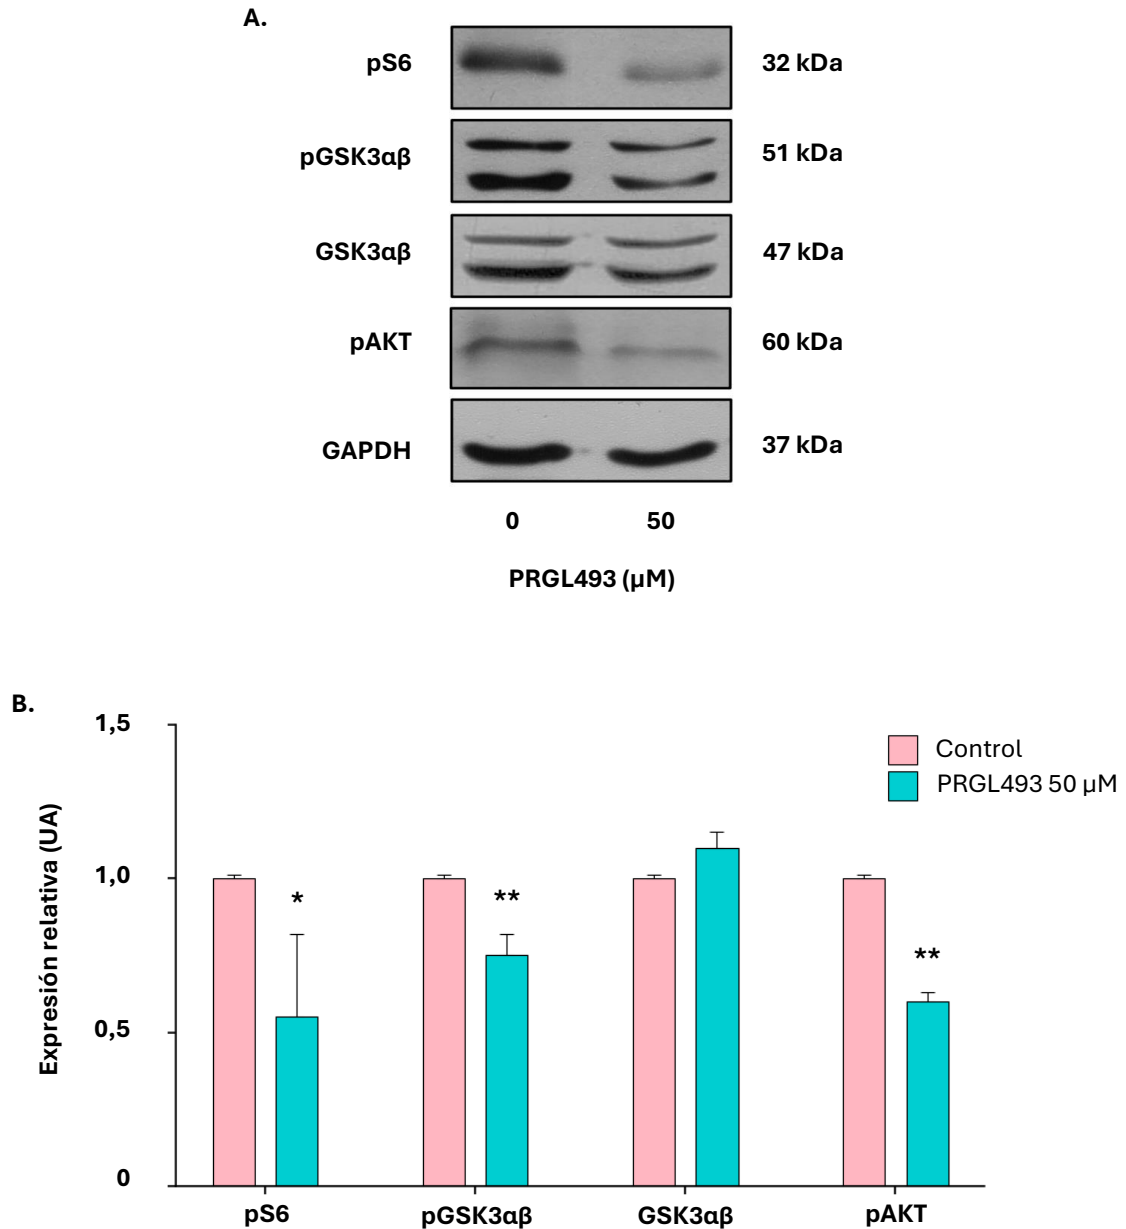 A.
pS6 32 kDa
pGSK3αβ 51 kDa
GSK3αβ 47 kDa
pAKT 60 kDa
GAPDH 37 kDa
0 50
PRGL493 (µM)
B.
1,5
1,0
0,5
0
Expresión relativa (UA)
Control
PRGL493 50 µM
* ** **
pS6 pGSK3αβ GSK3αβ pAKT